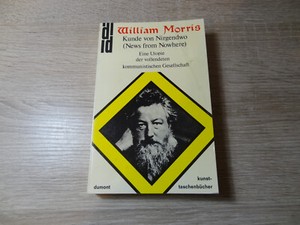 William Morris
Kunde von Nirgendwo
(News from Nowhere)
Eine Utopie
der vollendeten
kommunistischen Gesellschaft
dumont
kunst-
taschenbücher